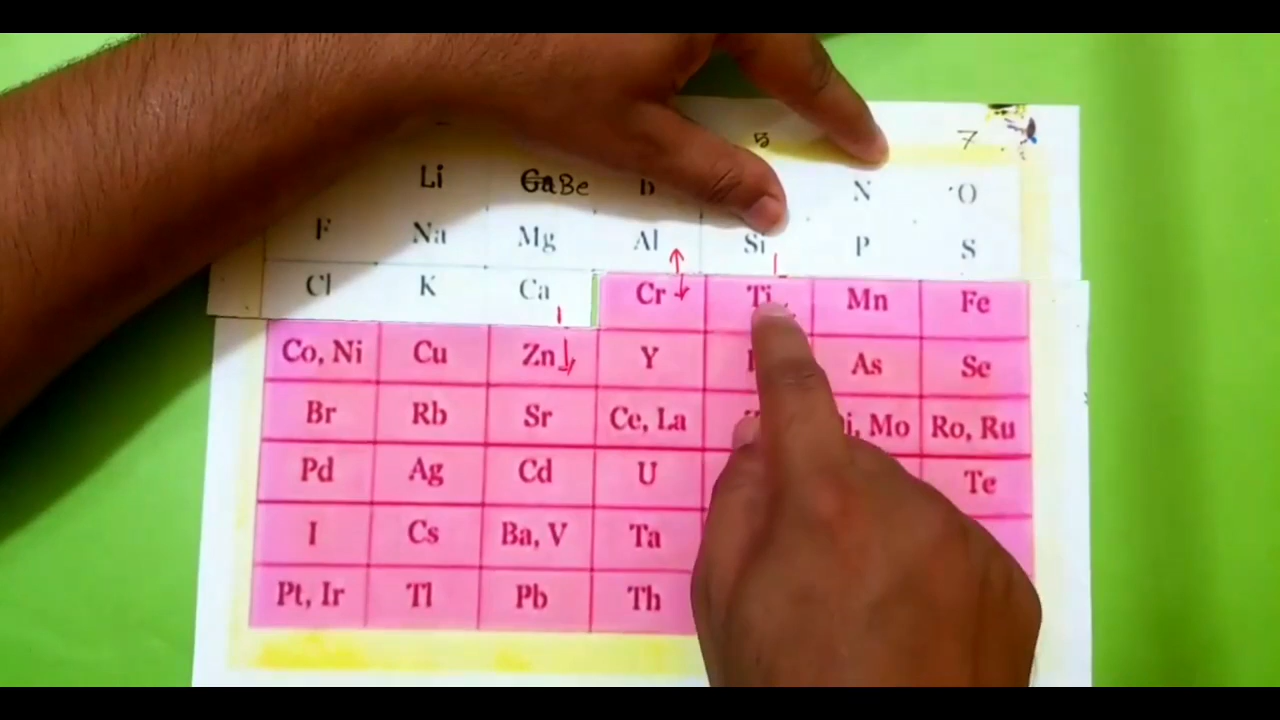 5 7
Li Be N O
F Na Mg Al Si P S
Cl K Ca Cr Ti Mn Fe
Co, Ni Cu Zn Y As Se
Br Rb Sr Ce, La Mo Ro, Ru
Pd Ag Cd U Te
I Cs Ba, V Ta
Pt, Ir Tl Pb Th